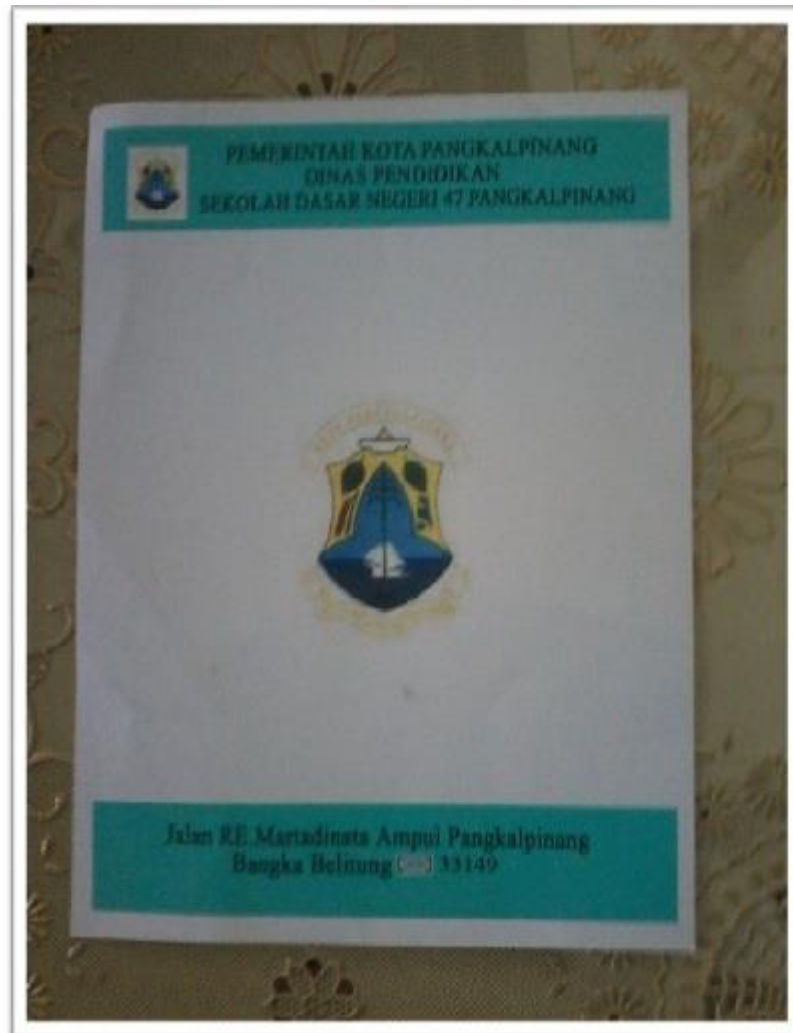 PEMERINTAH KOTA PANGKALPINANG
DINAS PENDIDIKAN
SEKOLAH DASAR NEGERI 47 PANGKALPINANG
Jalan RE.Martadinata Ampui Pangkalpinang
Bangka Belitung 33149